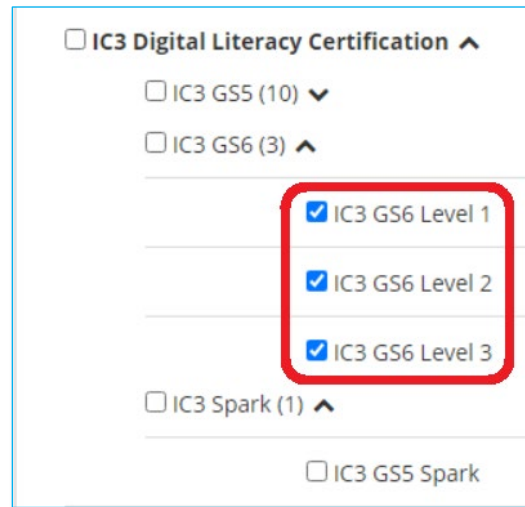 IC3 Digital Literacy Certification
IC3 GS5 (10)
IC3 GS6 (3)
IC3 GS6 Level 1
IC3 GS6 Level 2
IC3 GS6 Level 3
IC3 Spark (1)
IC3 GS5 Spark